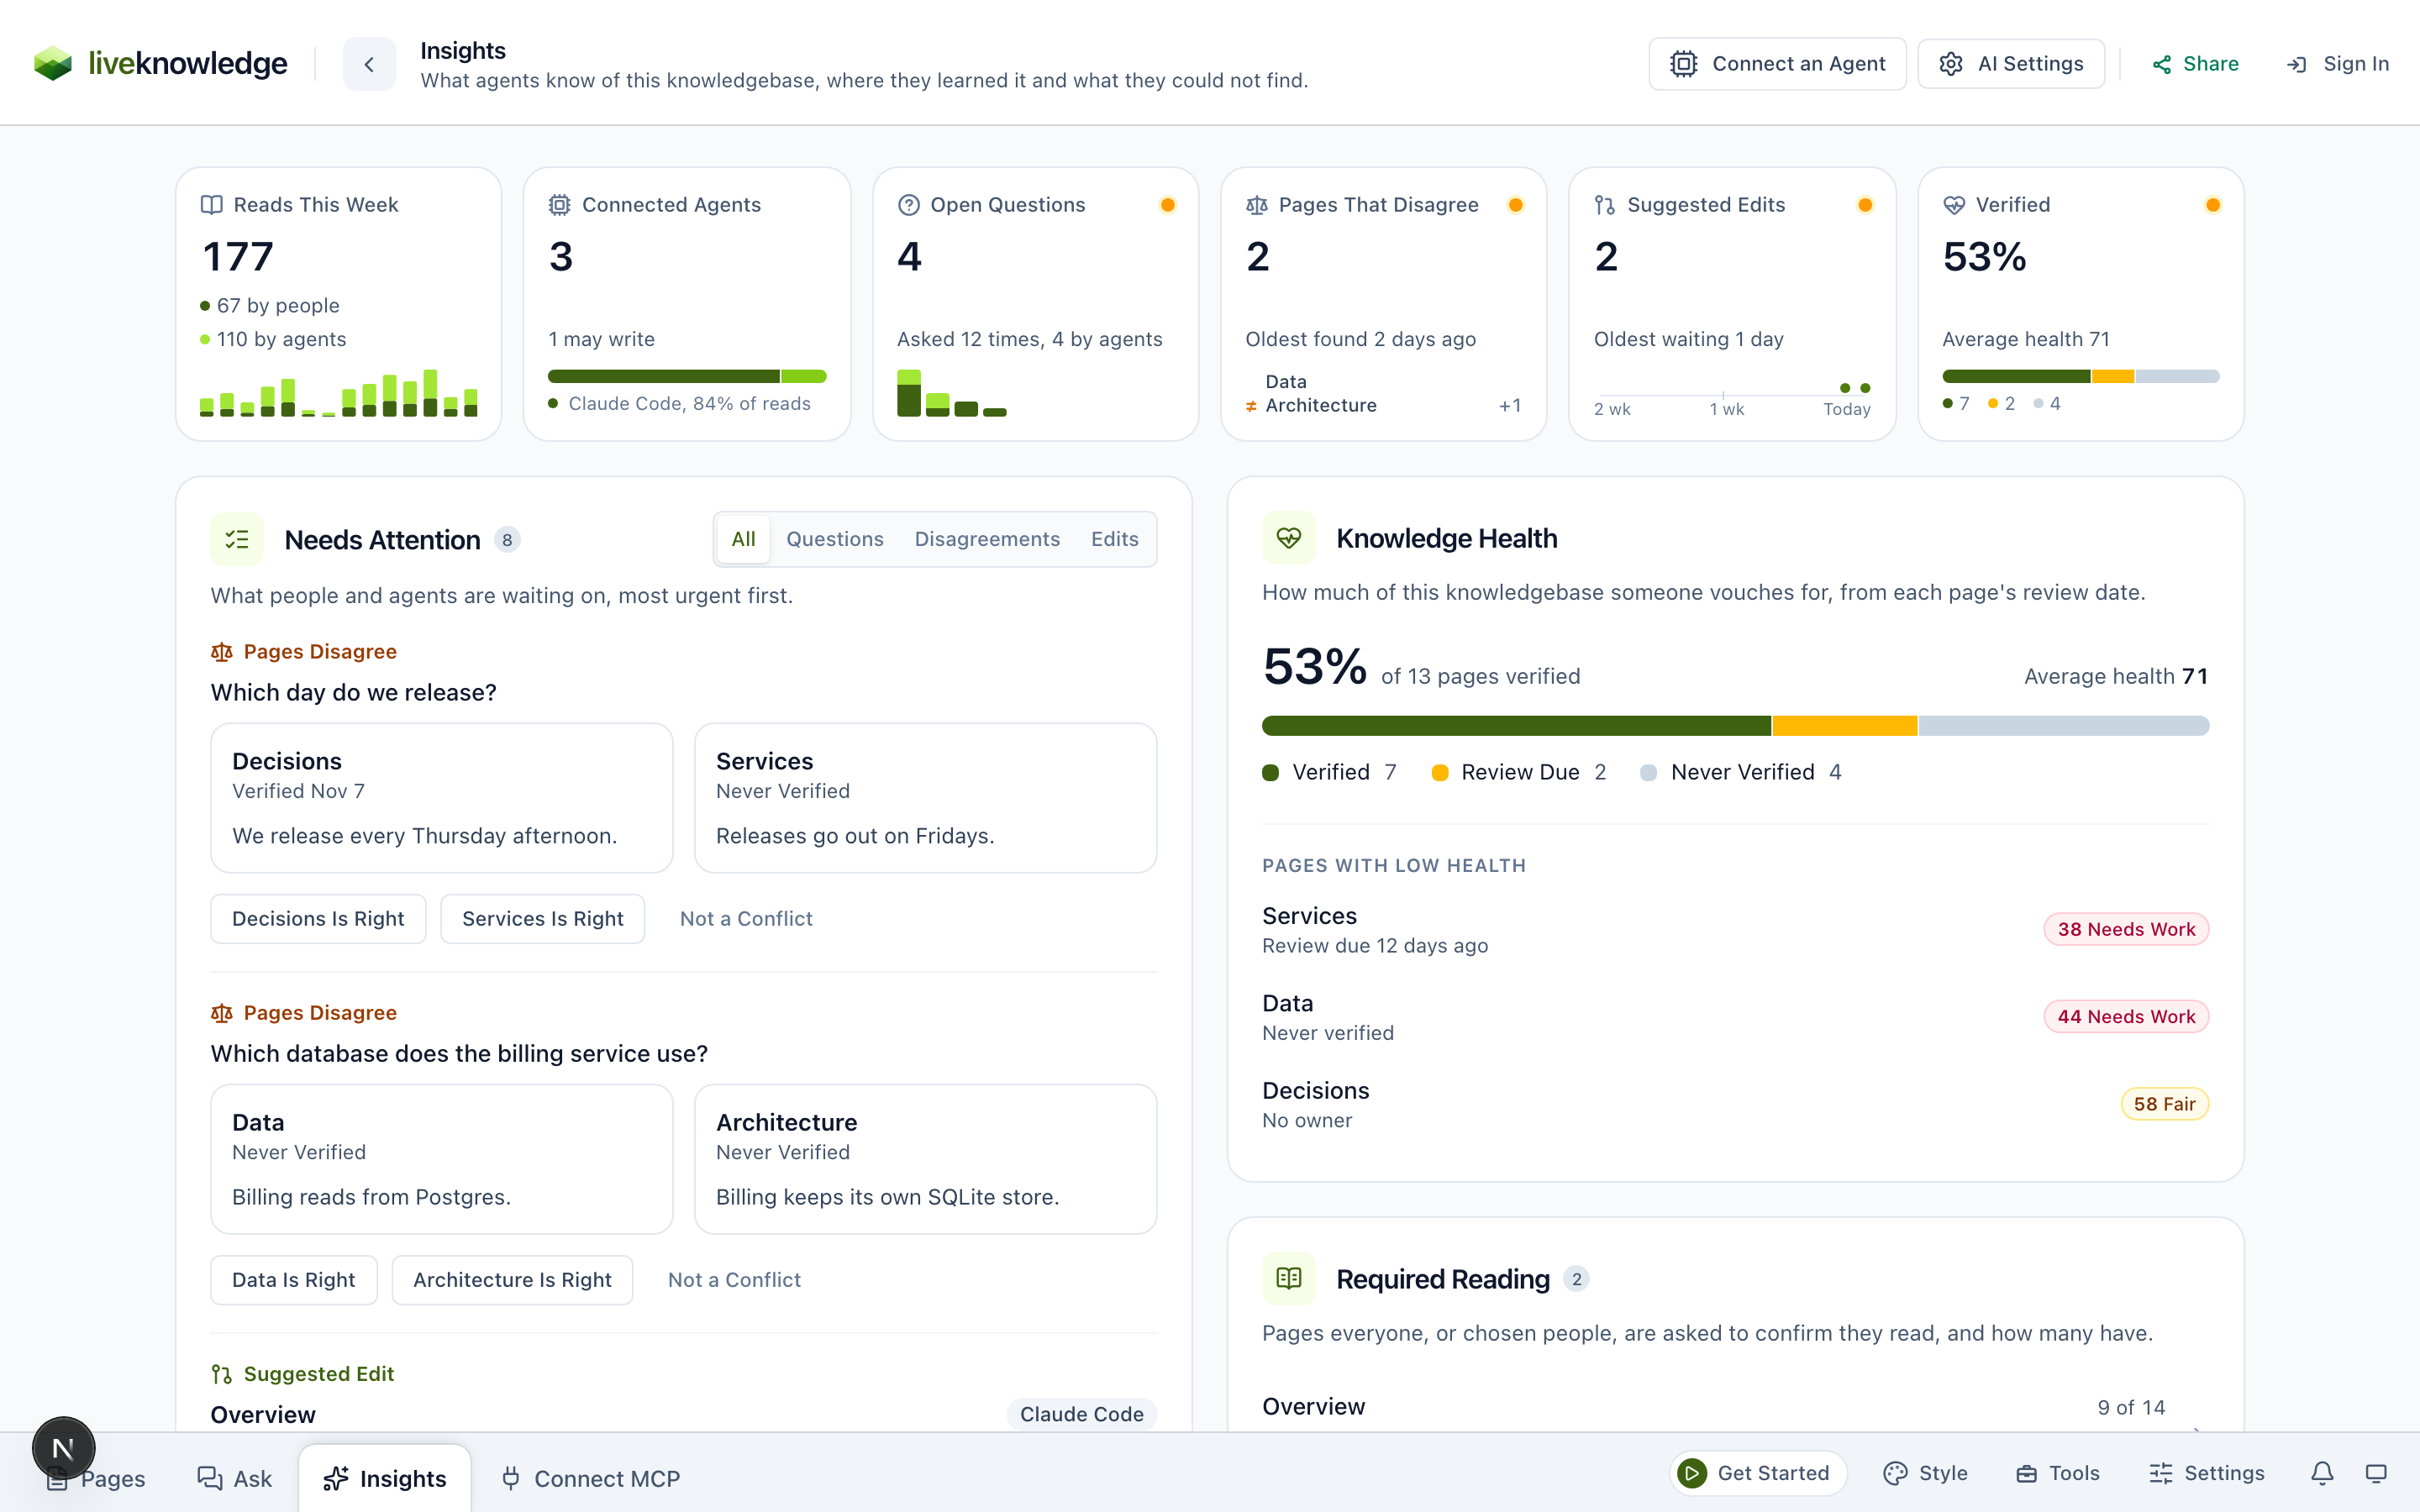 liveknowledge
Insights
What agents know of this knowledgebase, where they learned it and what they could not find.
Connect an Agent
AI Settings
Share
Sign In
Reads This Week
177
67 by people
110 by agents
Connected Agents
3
1 may write
Claude Code, 84% of reads
Open Questions
4
Asked 12 times, 4 by agents
Pages That Disagree
2
Oldest found 2 days ago
Data
≠ Architecture +1
Suggested Edits
2
Oldest waiting 1 day
2 wk 1 wk Today
Verified
53%
Average health 71
7 2 4
Needs Attention 8
All Questions Disagreements Edits
What people and agents are waiting on, most urgent first.
Pages Disagree
Which day do we release?
Decisions
Verified Nov 7
We release every Thursday afternoon.
Services
Never Verified
Releases go out on Fridays.
Decisions Is Right Services Is Right Not a Conflict
Pages Disagree
Which database does the billing service use?
Data
Never Verified
Billing reads from Postgres.
Architecture
Never Verified
Billing keeps its own SQLite store.
Data Is Right Architecture Is Right Not a Conflict
Suggested Edit
Overview Claude Code
Knowledge Health
How much of this knowledgebase someone vouches for, from each page's review date.
53% of 13 pages verified Average health 71
Verified 7 Review Due 2 Never Verified 4
PAGES WITH LOW HEALTH
Services
Review due 12 days ago
38 Needs Work
Data
Never verified
44 Needs Work
Decisions
No owner
58 Fair
Required Reading 2
Pages everyone, or chosen people, are asked to confirm they read, and how many have.
Overview 9 of 14
N
Pages Ask Insights Connect MCP
Get Started Style Tools Settings